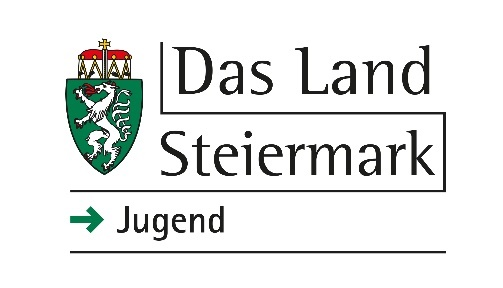 Das Land
Steiermark
→ Jugend